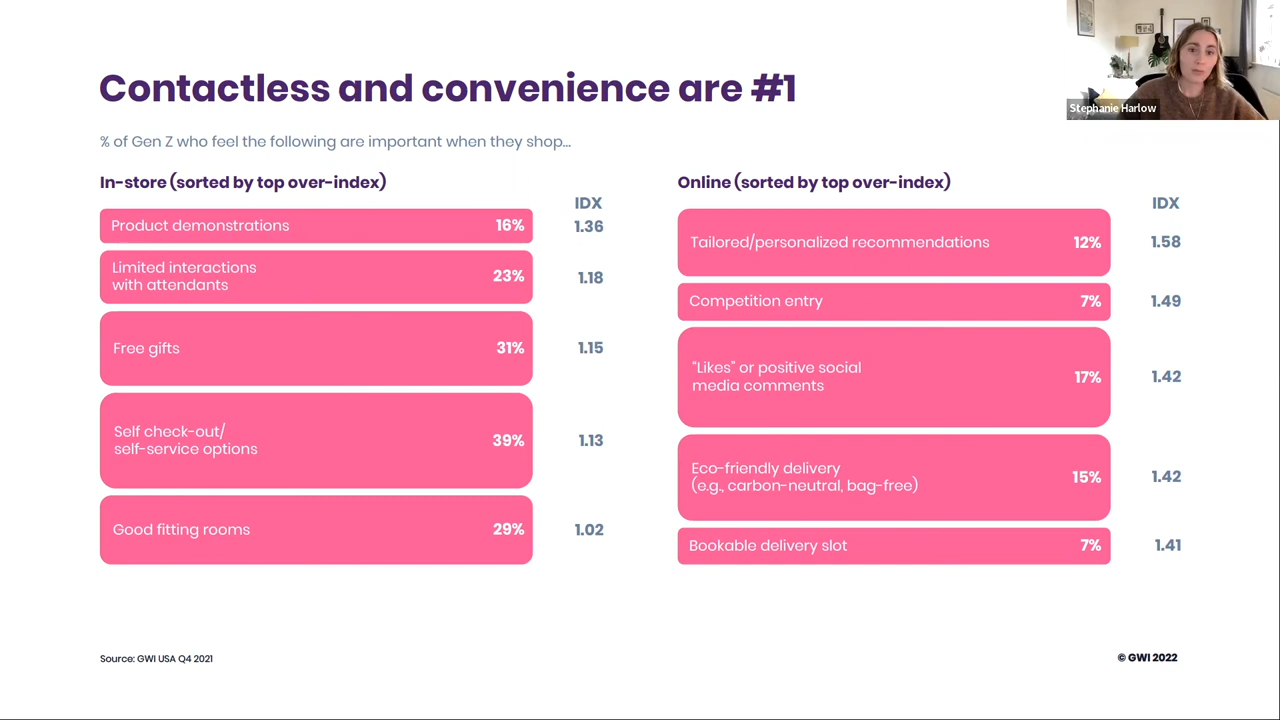 Contactless and convenience are #1
Stephanie Harlow
% of Gen Z who feel the following are important when they shop...
In-store (sorted by top over-index)
IDX
Product demonstrations 16% 1.36
Limited interactions
with attendants 23% 1.18
Free gifts 31% 1.15
Self check-out/
self-service options 39% 1.13
Good fitting rooms 29% 1.02
Online (sorted by top over-index)
IDX
Tailored/personalized recommendations 12% 1.58
Competition entry 7% 1.49
"Likes" or positive social
media comments 17% 1.42
Eco-friendly delivery
(e.g., carbon-neutral, bag-free) 15% 1.42
Bookable delivery slot 7% 1.41
Source: GWI USA Q4 2021
© GWI 2022